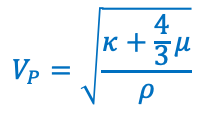 V_P = √((κ + 4/3 μ)/ρ)